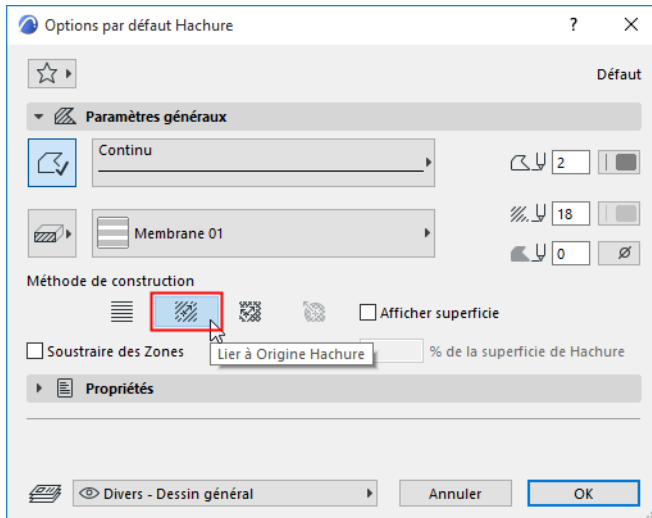 Options par défaut Hachure
?
Défaut
Paramètres généraux
Continu
2
Membrane 01
18
0
Méthode de construction
Afficher superficie
Soustraire des Zones
Lier à Origine Hachure
% de la superficie de Hachure
Propriétés
Divers - Dessin général
Annuler
OK